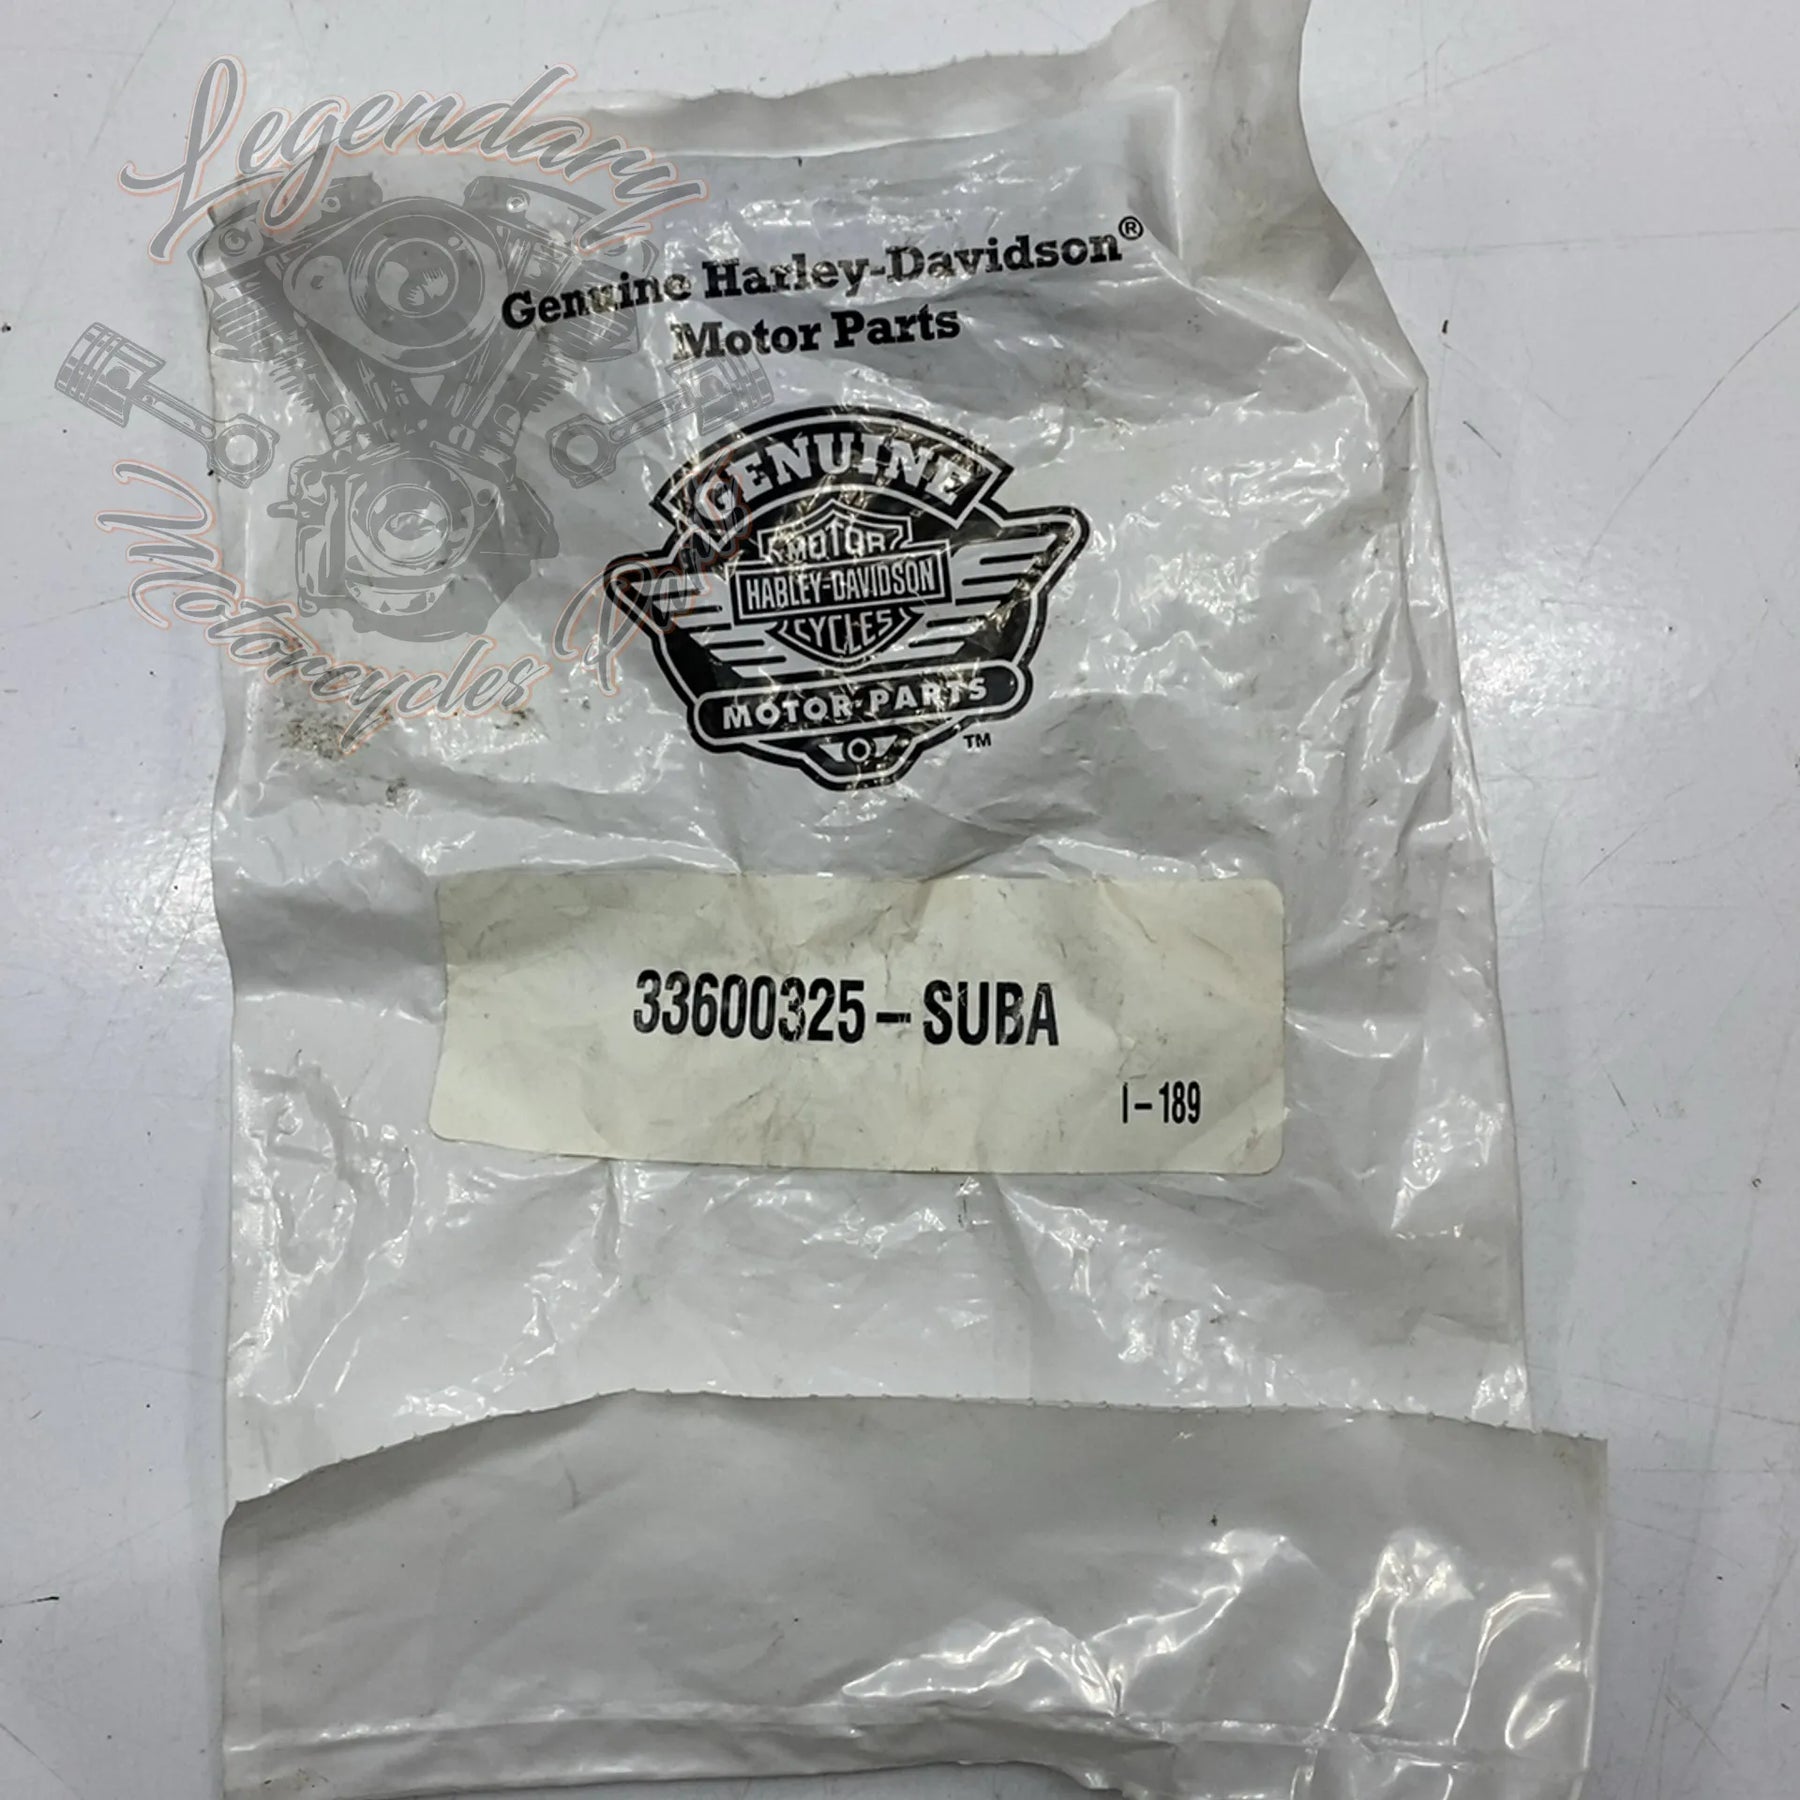 Legendary
Motorcycles Parts
Genuine Harley-Davidson®
Motor Parts
GENUINE
MOTOR
HARLEY-DAVIDSON
CYCLES
MOTOR·PARTS
TM
33600325-SUBA
I-189